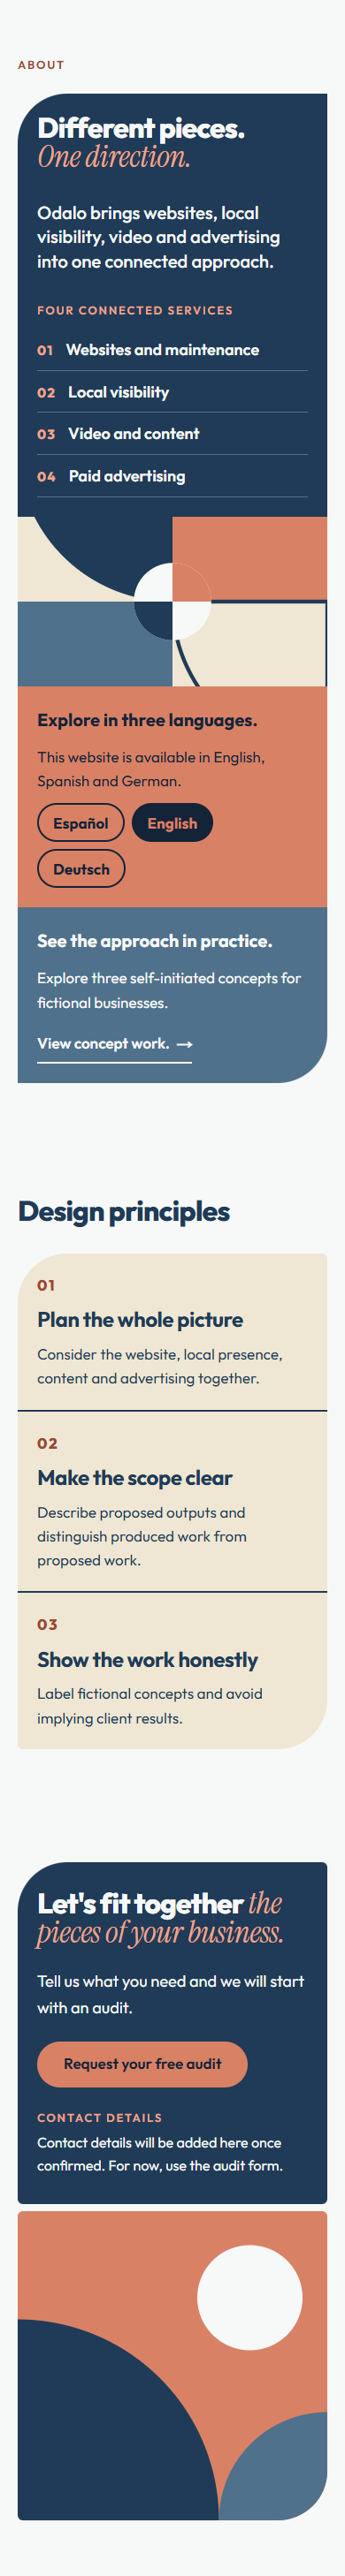 ABOUT
Different pieces.
One direction.
Odalo brings websites, local
visibility, video and advertising
into one connected approach.
FOUR CONNECTED SERVICES
01 Websites and maintenance
02 Local visibility
03 Video and content
04 Paid advertising
Explore in three languages.
This website is available in English,
Spanish and German.
Español English
Deutsch
See the approach in practice.
Explore three self-initiated concepts for
fictional businesses.
View concept work. →
Design principles
01
Plan the whole picture
Consider the website, local presence,
content and advertising together.
02
Make the scope clear
Describe proposed outputs and
distinguish produced work from
proposed work.
03
Show the work honestly
Label fictional concepts and avoid
implying client results.
Let's fit together the
pieces of your business.
Tell us what you need and we will start
with an audit.
Request your free audit
CONTACT DETAILS
Contact details will be added here once
confirmed. For now, use the audit form.